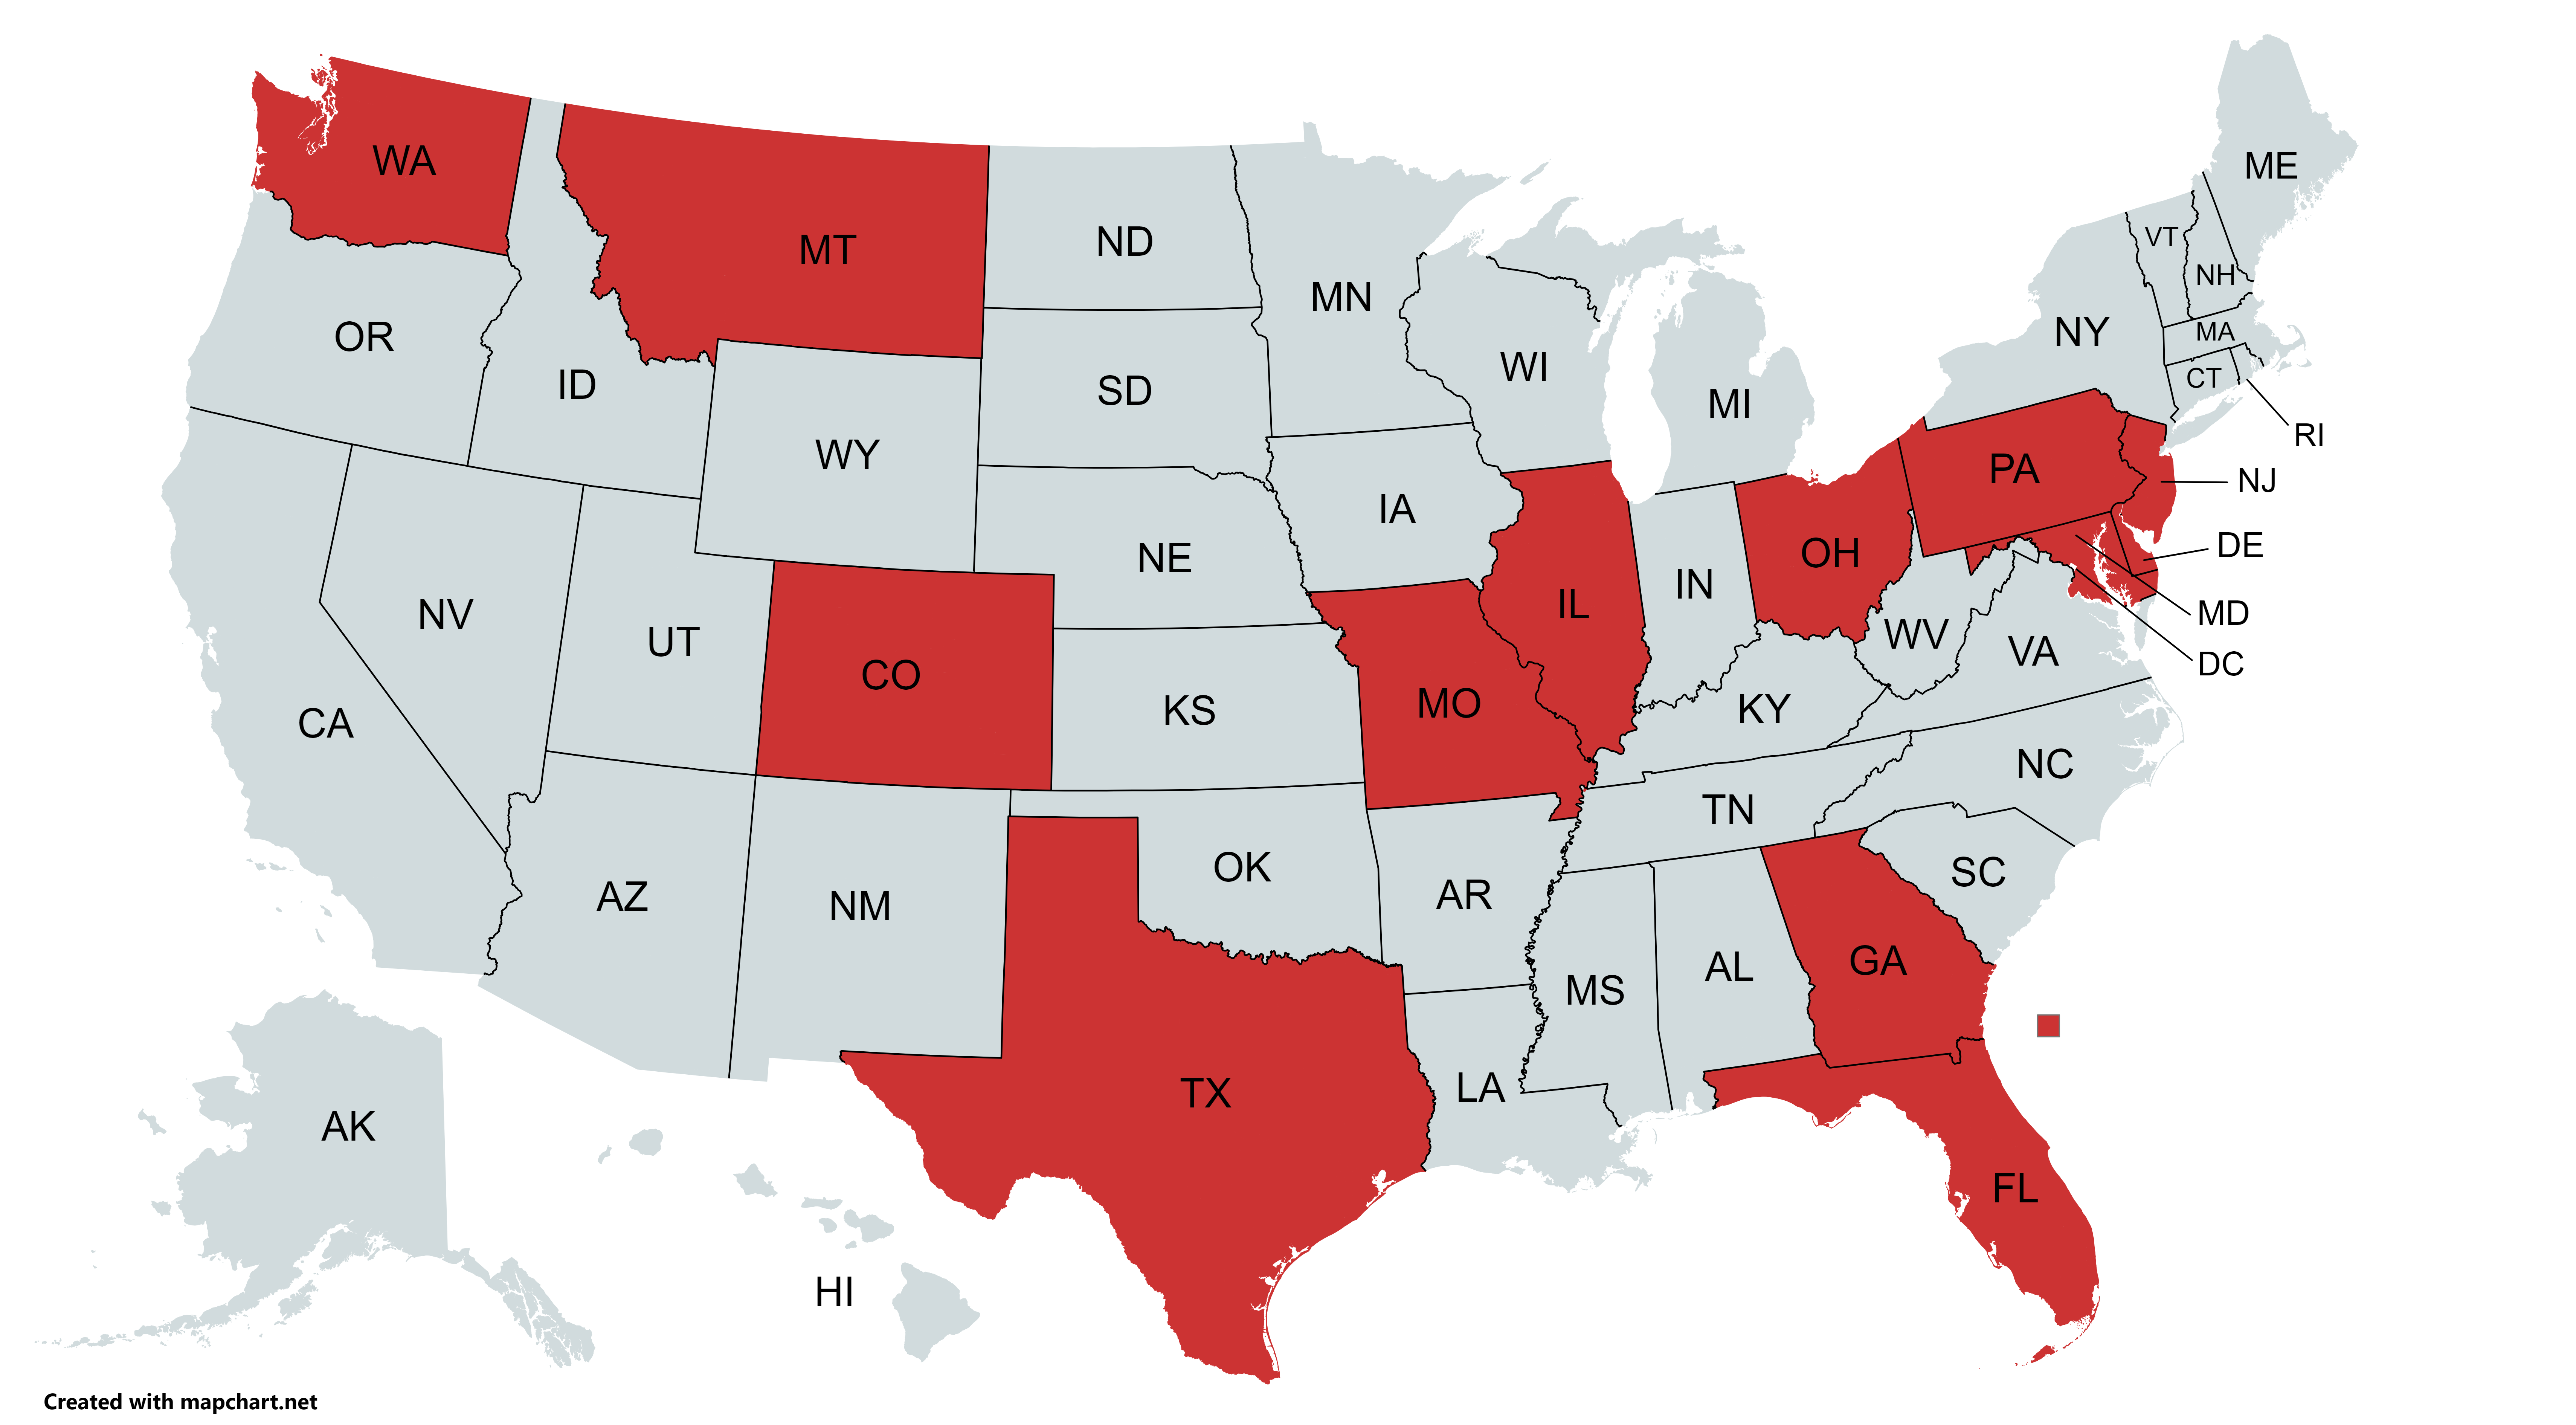 WA
MT
ND
MN
ME
VT
NH
OR
ID
SD
WI
MI
NY
MA
CT
RI
WY
IA
PA
NJ
NE
IL
IN
OH
DE
NV
UT
CO
KS
MO
KY
WV
VA
MD
DC
CA
AZ
NM
OK
AR
TN
NC
SC
MS
AL
GA
TX
LA
FL
AK
HI
Created with mapchart.net